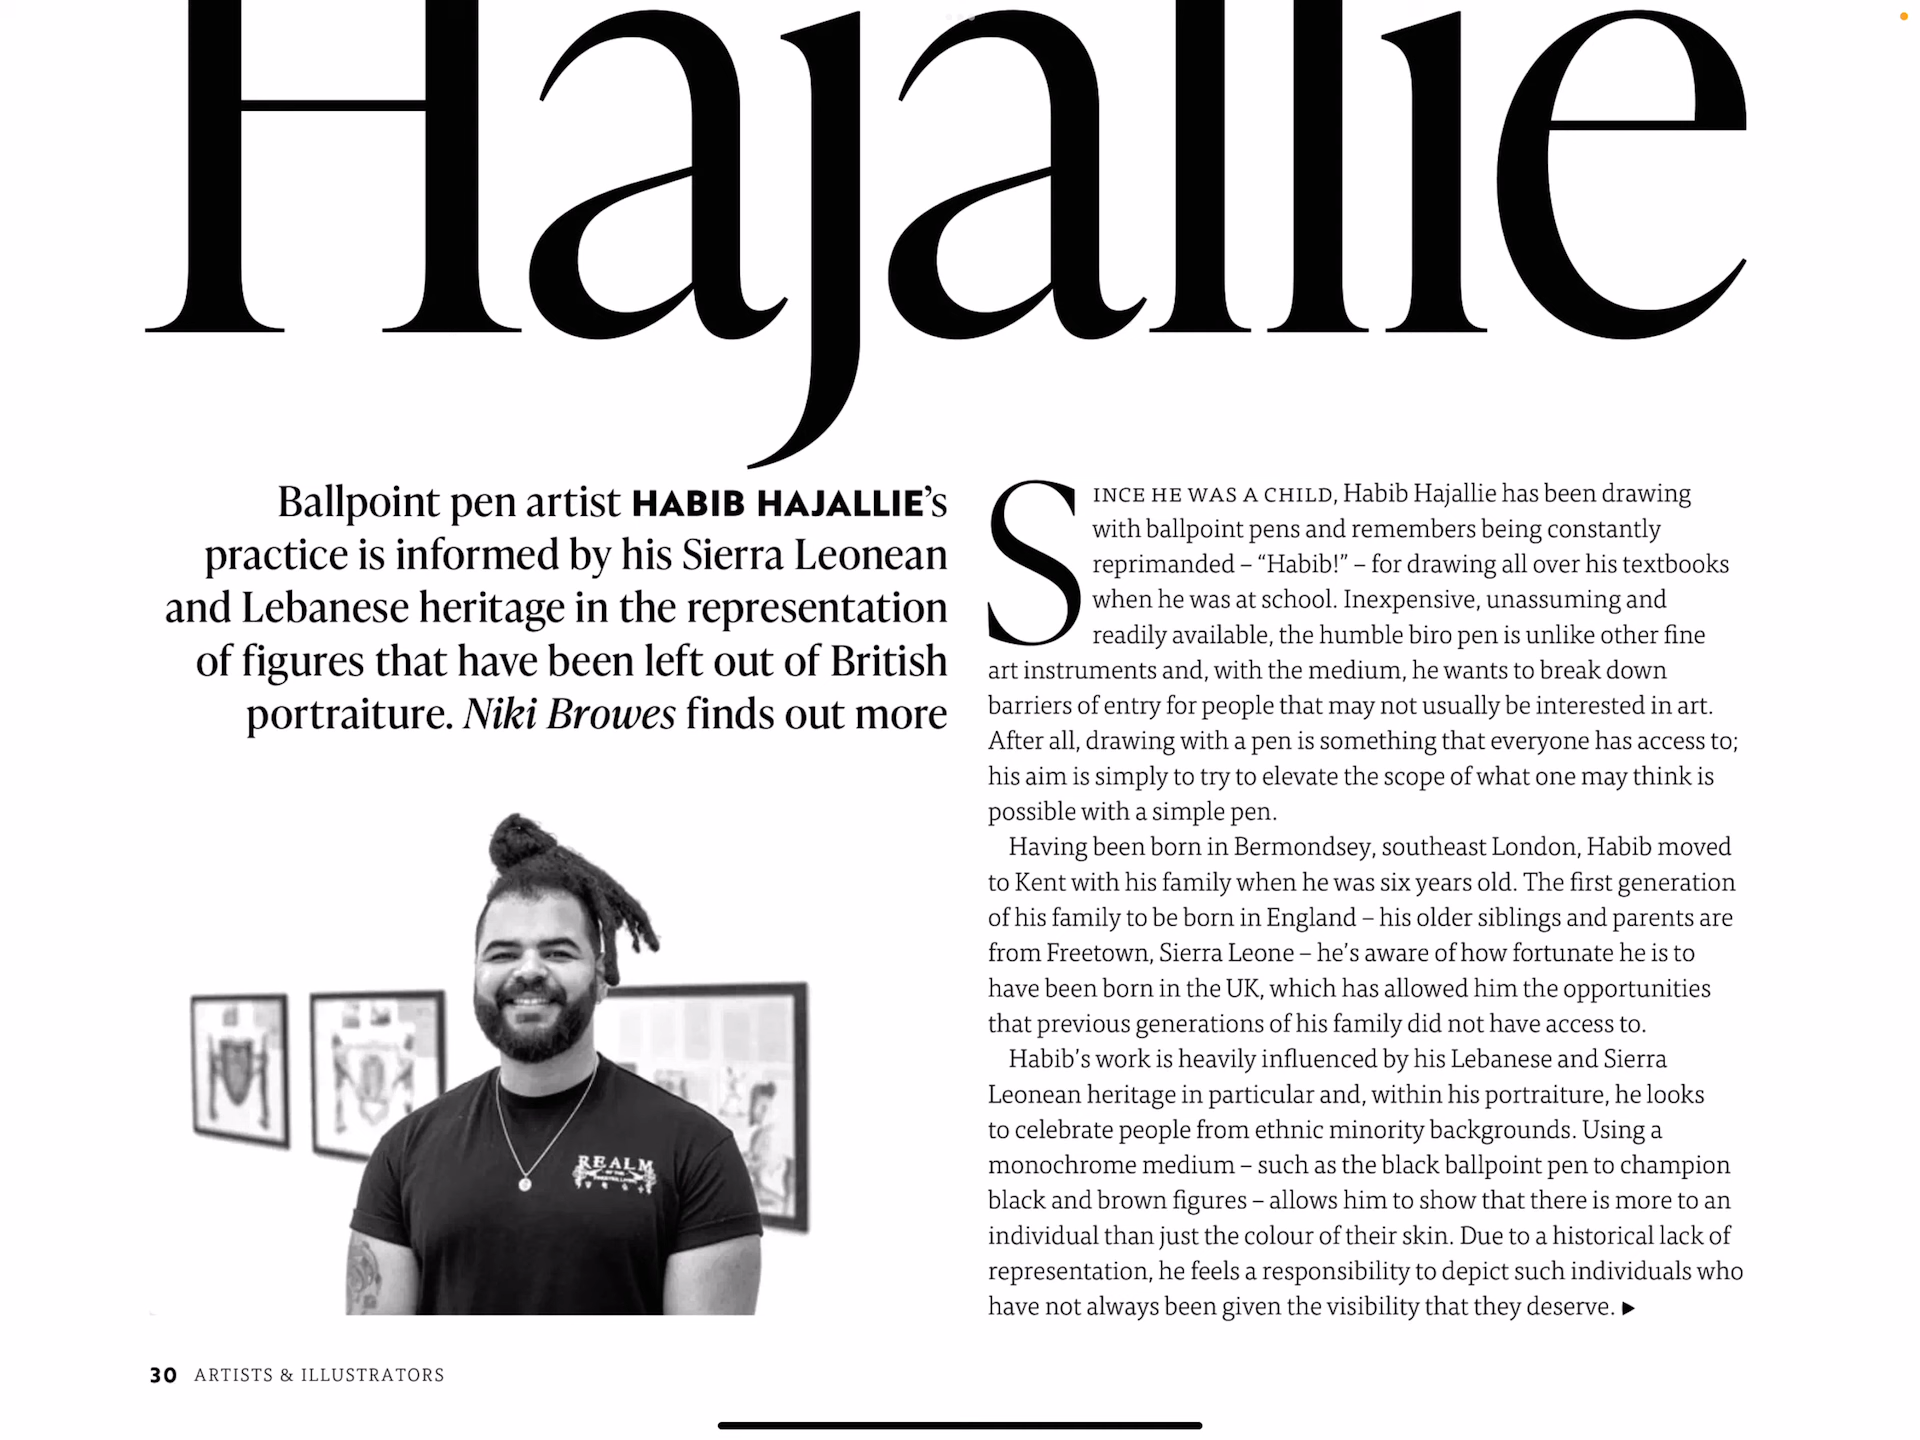 Hajallie
Ballpoint pen artist HABIB HAJALLIE’s
practice is informed by his Sierra Leonean
and Lebanese heritage in the representation
of figures that have been left out of British
portraiture. Niki Browes finds out more
SINCE HE WAS A CHILD, Habib Hajallie has been drawing
with ballpoint pens and remembers being constantly
reprimanded – “Habib!” – for drawing all over his textbooks
when he was at school. Inexpensive, unassuming and
readily available, the humble biro pen is unlike other fine
art instruments and, with the medium, he wants to break down
barriers of entry for people that may not usually be interested in art.
After all, drawing with a pen is something that everyone has access to;
his aim is simply to try to elevate the scope of what one may think is
possible with a simple pen.
Having been born in Bermondsey, southeast London, Habib moved
to Kent with his family when he was six years old. The first generation
of his family to be born in England – his older siblings and parents are
from Freetown, Sierra Leone – he’s aware of how fortunate he is to
have been born in the UK, which has allowed him the opportunities
that previous generations of his family did not have access to.
Habib’s work is heavily influenced by his Lebanese and Sierra
Leonean heritage in particular and, within his portraiture, he looks
to celebrate people from ethnic minority backgrounds. Using a
monochrome medium – such as the black ballpoint pen to champion
black and brown figures – allows him to show that there is more to an
individual than just the colour of their skin. Due to a historical lack of
representation, he feels a responsibility to depict such individuals who
have not always been given the visibility that they deserve. ▶
REALM
30 ARTISTS & ILLUSTRATORS